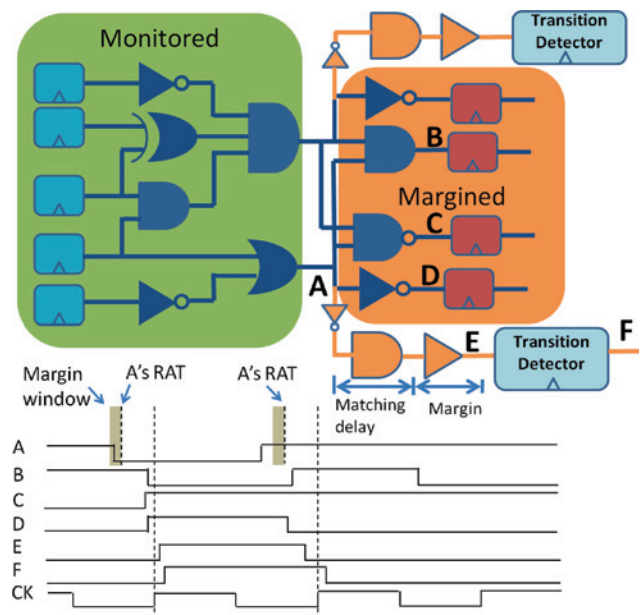 Monitored
Transition
Detector
B
Margined
C
A
D
E
F
Transition
Detector
Matching
delay
Margin
Margin
window
A's RAT
A's RAT
A
B
C
D
E
F
CK